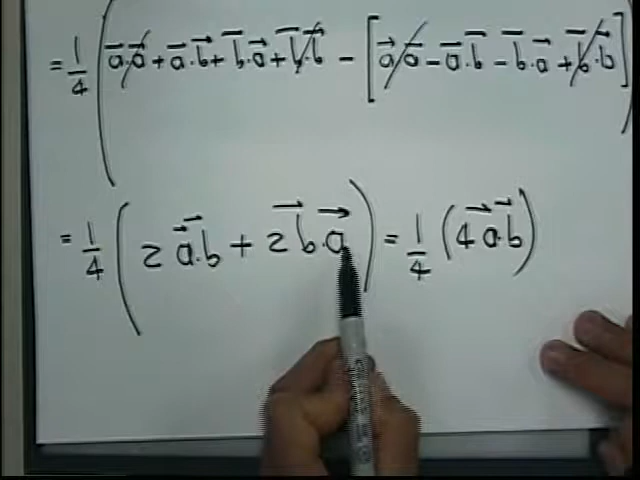 = 1/4 ( a⃗.a⃗ + a⃗.b⃗ + b⃗.a⃗ + b⃗.b⃗ − [ a⃗.a⃗ − a⃗.b⃗ − b⃗.a⃗ + b⃗.b⃗ ] )
= 1/4 ( 2 a⃗.b⃗ + 2 b⃗.a⃗ ) = 1/4 ( 4 a⃗.b⃗ )